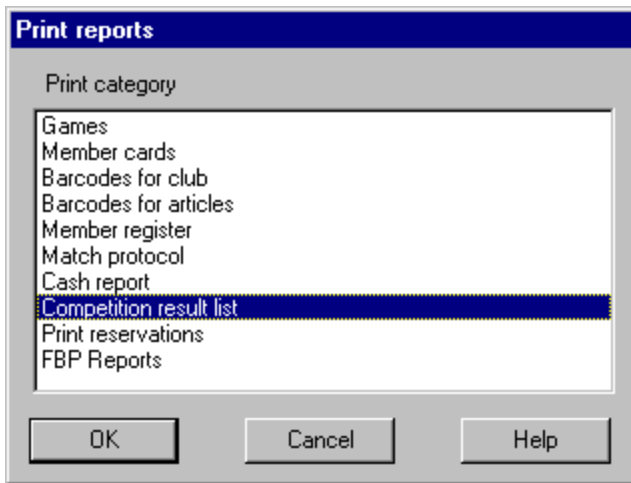 Print reports
Print category
Games
Member cards
Barcodes for club
Barcodes for articles
Member register
Match protocol
Cash report
Competition result list
Print reservations
FBP Reports
OK Cancel Help